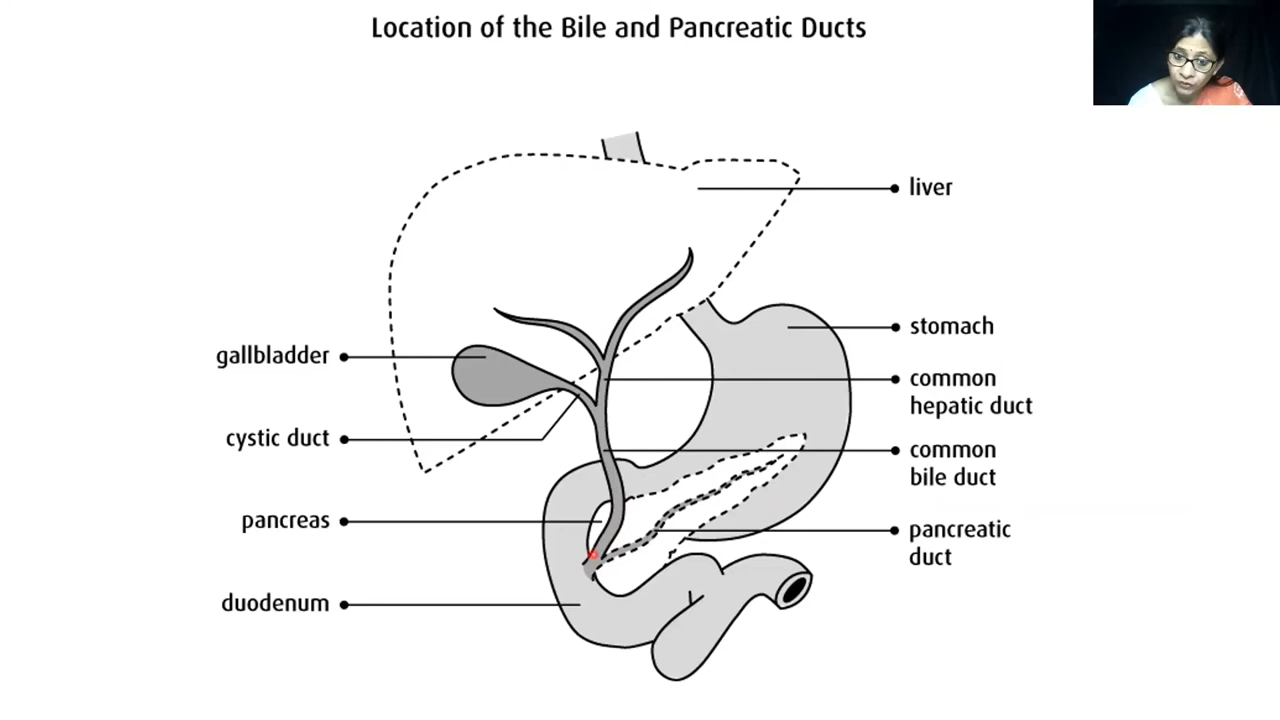 Location of the Bile and Pancreatic Ducts
liver
stomach
gallbladder
common
hepatic duct
cystic duct
common
bile duct
pancreas
pancreatic
duct
duodenum